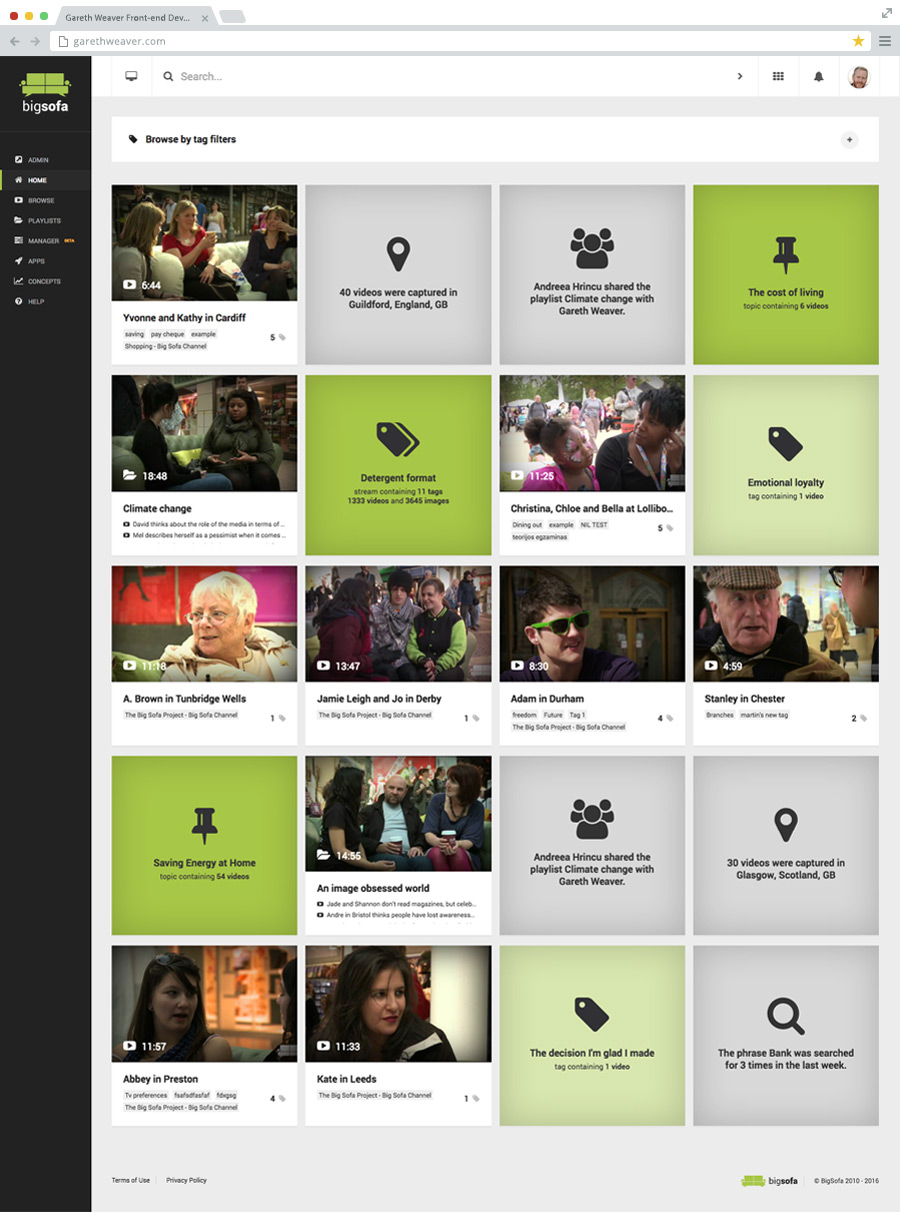 Gareth Weaver Front-end Dev...
garethweaver.com
bigsofa
Search...
ADMIN
HOME
BROWSE
PLAYLISTS
MANAGER BETA
APPS
CONCEPTS
HELP
Browse by tag filters
6:44
Yvonne and Kathy in Cardiff
saving pay cheque example
Shopping - Big Sofa Channel
5
40 videos were captured in
Guildford, England, GB
Andreea Hrincu shared the
playlist Climate change with
Gareth Weaver.
The cost of living
topic containing 6 videos
18:48
Climate change
David thinks about the role of the media in terms of ...
Mel describes herself as a pessimist when it comes ...
Detergent format
stream containing 11 tags
1333 videos and 3645 images
11:25
Christina, Chloe and Bella at Lollibo...
Dining out example NIL TEST
teorijos egzaminas
5
Emotional loyalty
tag containing 1 video
11:18
A. Brown in Tunbridge Wells
The Big Sofa Project - Big Sofa Channel
1
13:47
Jamie Leigh and Jo in Derby
The Big Sofa Project - Big Sofa Channel
1
8:30
Adam in Durham
freedom Future Tag 1
The Big Sofa Project - Big Sofa Channel
4
4:59
Stanley in Chester
Branches martin's new tag
2
Saving Energy at Home
topic containing 54 videos
14:55
An image obsessed world
Jade and Shannon don't read magazines, but celeb...
Andre in Bristol thinks people have lost awareness...
Andreea Hrincu shared the
playlist Climate change with
Gareth Weaver.
30 videos were captured in
Glasgow, Scotland, GB
11:57
Abbey in Preston
Tv preferences fsafsdfasfaf fdxgsg
The Big Sofa Project - Big Sofa Channel
4
11:33
Kate in Leeds
The Big Sofa Project - Big Sofa Channel
1
The decision I'm glad I made
tag containing 1 video
The phrase Bank was searched
for 3 times in the last week.
Terms of Use
Privacy Policy
bigsofa
© BigSofa 2010 - 2016